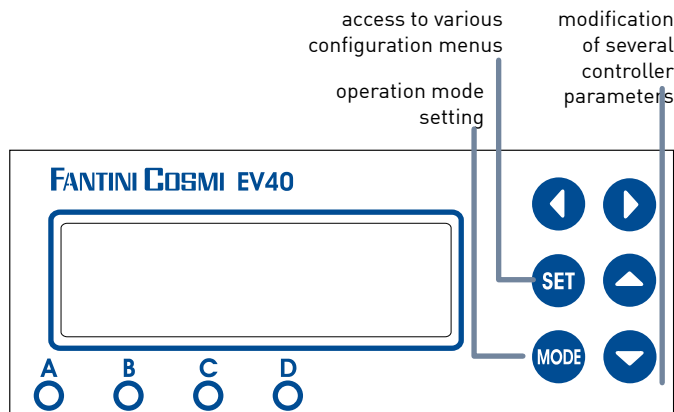 access to various
configuration menus
modification
of several
controller
parameters
operation mode
setting
FANTINI COSMI EV40
SET
MODE
A B C D